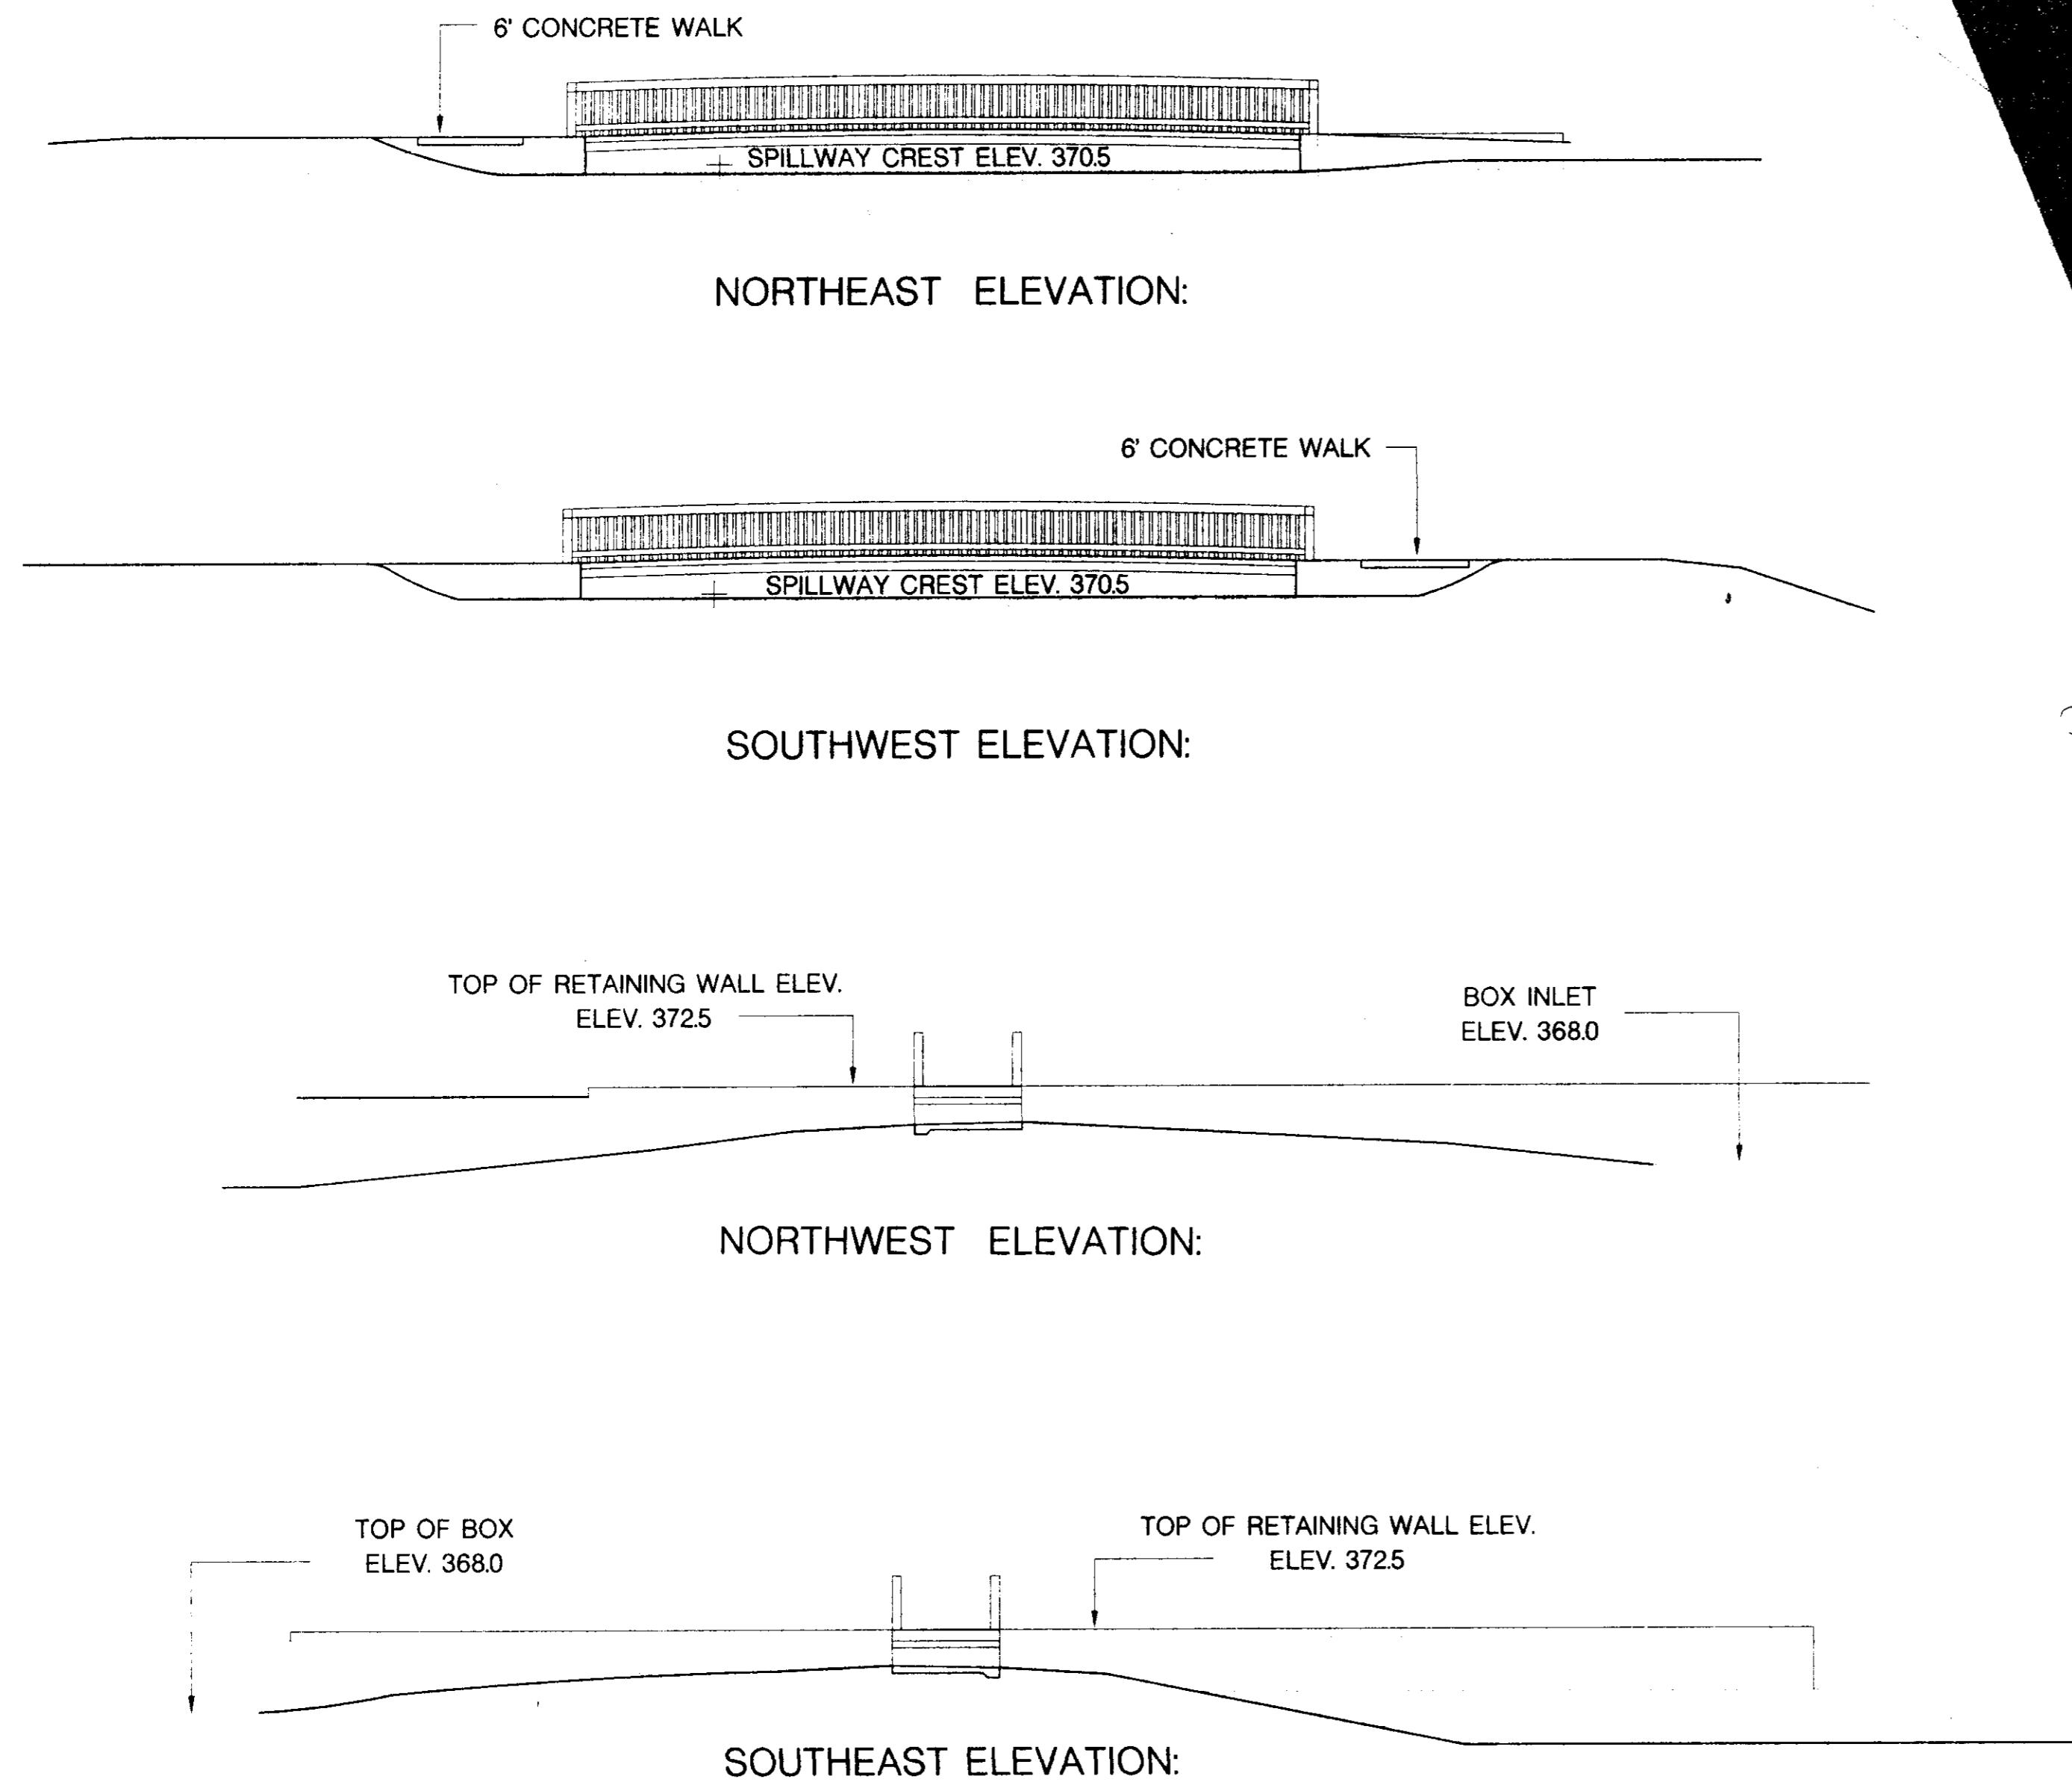 6' CONCRETE WALK
SPILLWAY CREST ELEV. 370.5
NORTHEAST ELEVATION:
6' CONCRETE WALK
SPILLWAY CREST ELEV. 370.5
SOUTHWEST ELEVATION:
TOP OF RETAINING WALL ELEV.
ELEV. 372.5
BOX INLET
ELEV. 368.0
NORTHWEST ELEVATION:
TOP OF BOX
ELEV. 368.0
TOP OF RETAINING WALL ELEV.
ELEV. 372.5
SOUTHEAST ELEVATION: